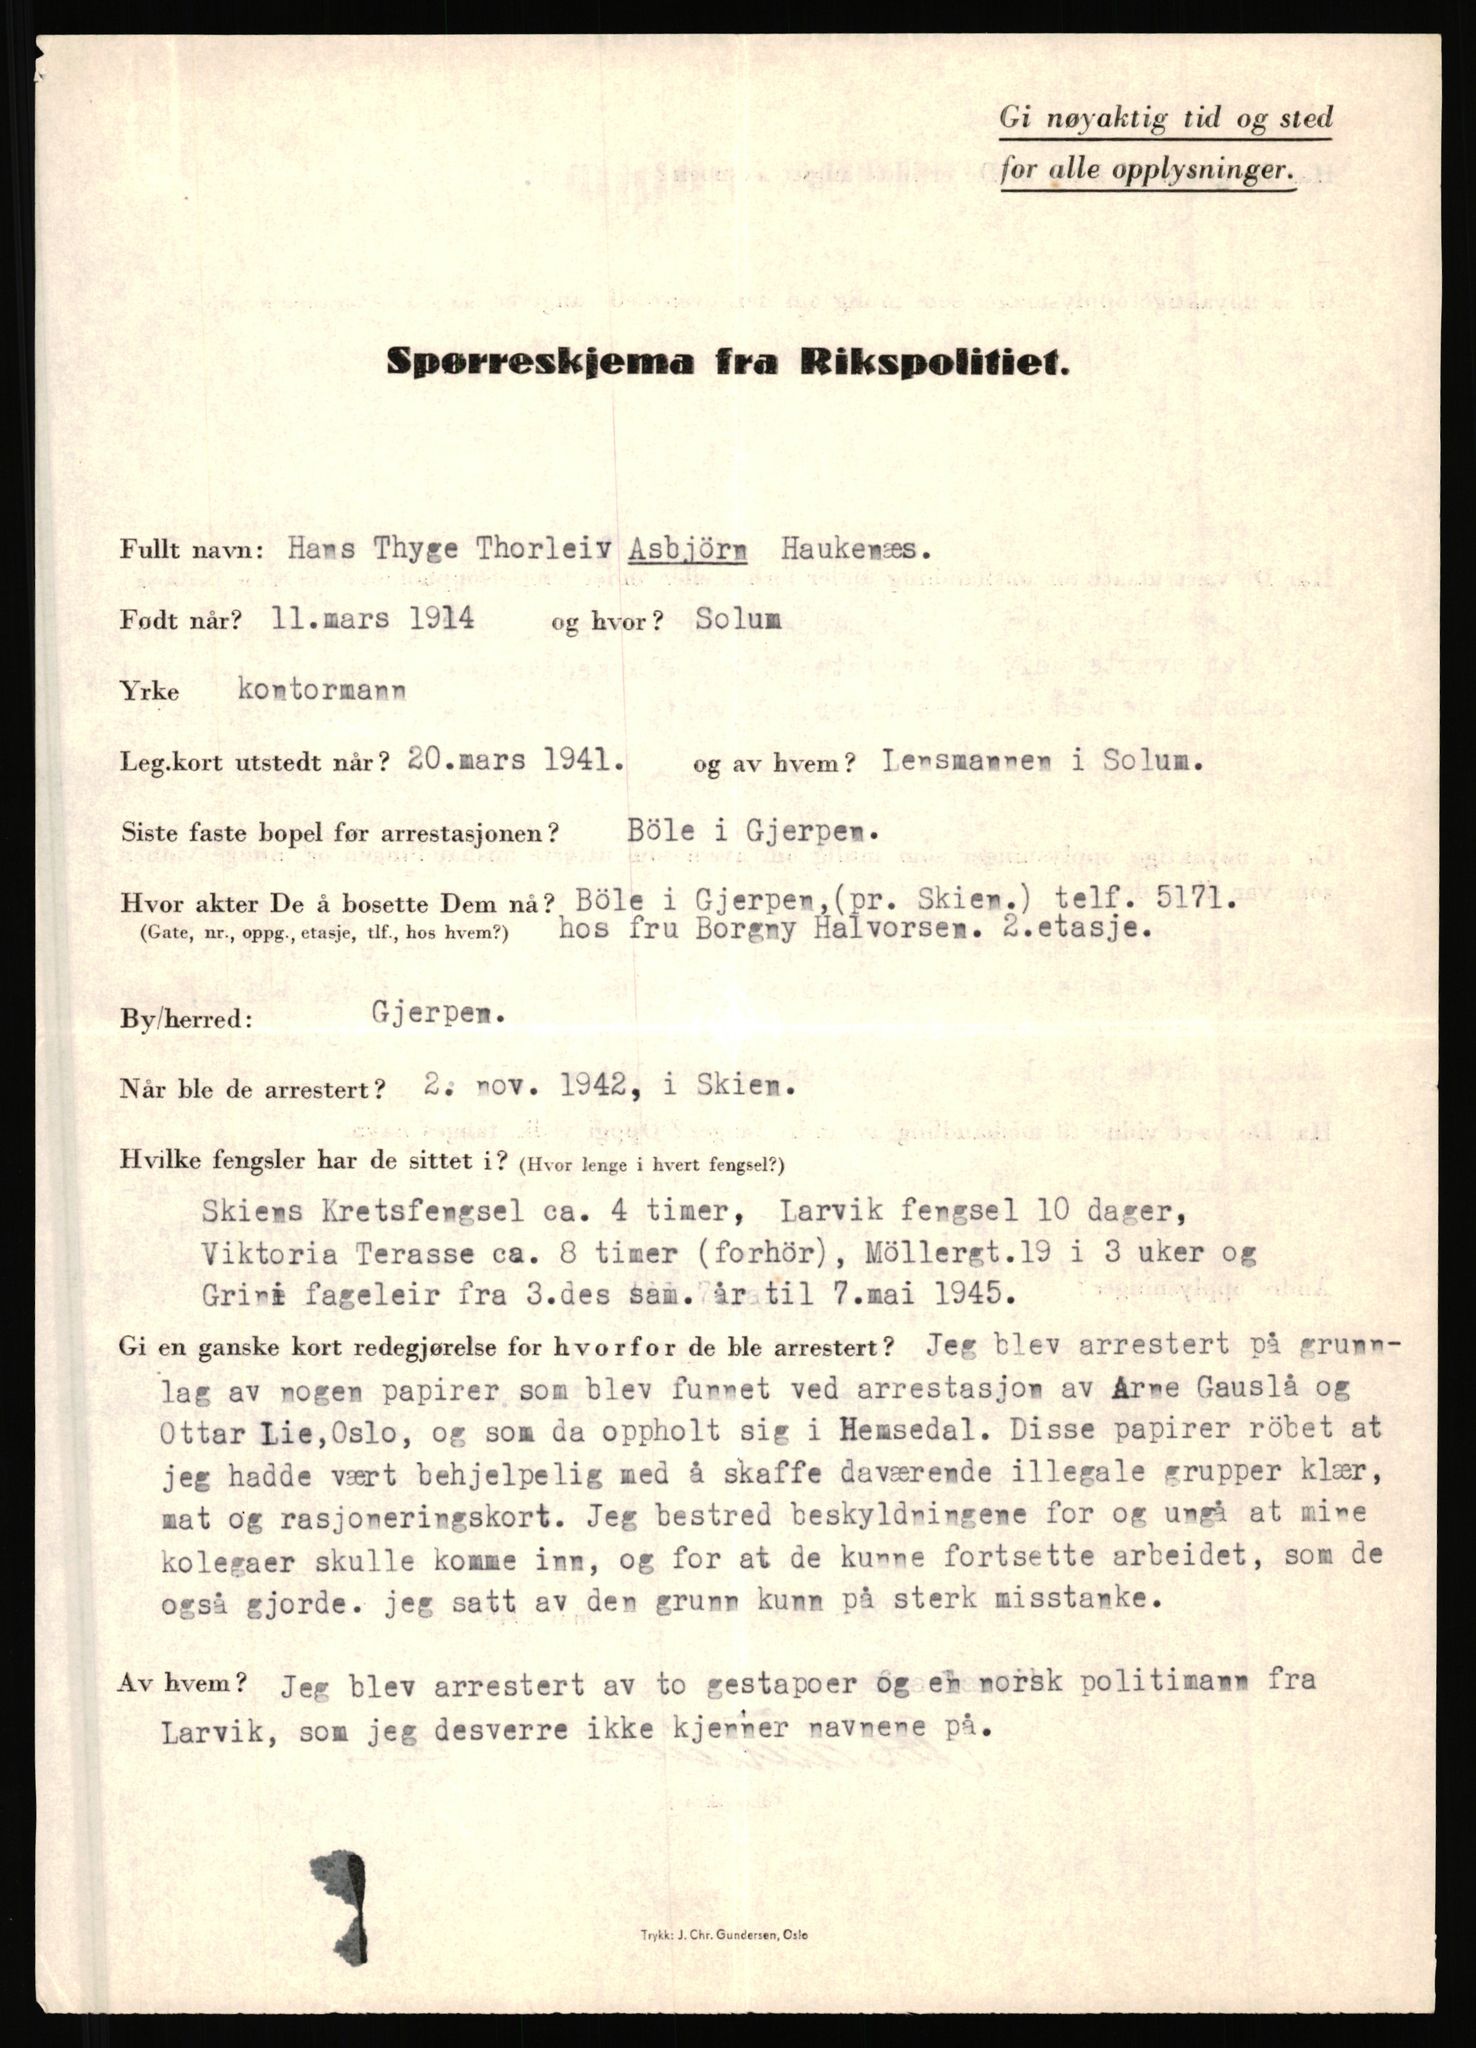 Gi nøyaktig tid og sted
for alle opplysninger.
Spørreskjema fra Rikspolitiet.
Fullt navn: Hans Thyge Thorleiv Asbjörn Haukenæs.
Født når? 11.mars 1914 og hvor? Solum
Yrke kontormann
Leg.kort utstedt når? 20.mars 1941. og av hvem? Lensmannen i Solum.
Siste faste bopel før arrestasjonen? Böle i Gjerpen.
Hvor akter De å bosette Dem nå? Böle i Gjerpen,(pr. Skien.) telf. 5171.
(Gate, nr., oppg., etasje, tlf., hos hvem?) hos fru Borgny Halvorsen. 2.etasje.
By/herred: Gjerpen.
Når ble de arrestert? 2. nov. 1942, i Skien.
Hvilke fengsler har de sittet i? (Hvor lenge i hvert fengsel?)
Skiens Kretsfengsel ca. 4 timer, Larvik fengsel 10 dager,
Viktoria Terasse ca. 8 timer (forhör), Möllergt.19 i 3 uker og
Grini fageleir fra 3.des sam. år til 7.mai 1945.
Gi en ganske kort redegjørelse for hvorfor de ble arrestert? Jeg blev arrestert på grunn-
lag av nogen papirer som blev funnet ved arrestasjon av Arne Gauslå og
Ottar Lie,Oslo, og som da oppholt sig i Hemsedal. Disse papirer röbet at
jeg hadde vært behjelpelig med å skaffe daværende illegale grupper klær,
mat og rasjoneringskort. Jeg bestred beskyldningene for og ungå at mine
kolegaer skulle komme inn, og for at de kunne fortsette arbeidet, som de
også gjorde. jeg satt av den grunn kunn på sterk misstanke.
Av hvem? Jeg blev arrestert av to gestapoer og en norsk politimann fra
Larvik, som jeg desverre ikke kjenner navnene på.
Trykk: J. Chr. Gundersen, Oslo